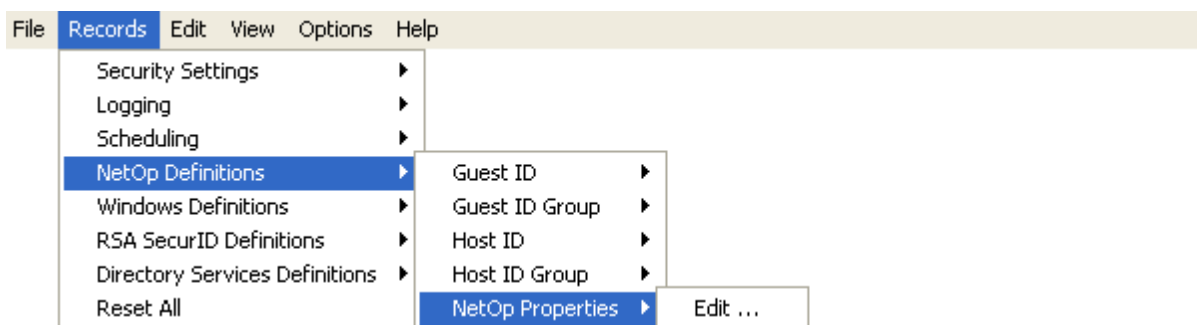 File Records Edit View Options Help
Security Settings
Logging
Scheduling
NetOp Definitions Guest ID
Windows Definitions Guest ID Group
RSA SecurID Definitions Host ID
Directory Services Definitions Host ID Group
Reset All NetOp Properties Edit ...